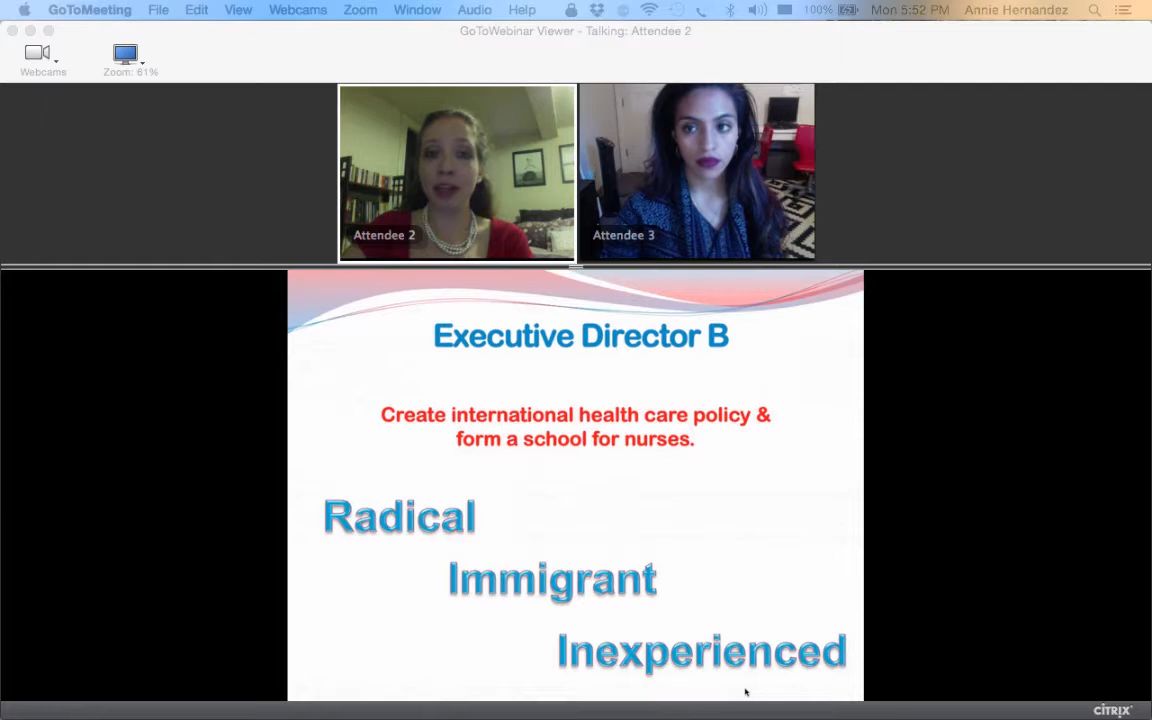 GoToMeeting File Edit View Webcams Zoom Window Audio Help 100% Mon 5:52 PM Annie Hernandez
GoToWebinar Viewer - Talking: Attendee 2
Webcams Zoom: 61%
Attendee 2 Attendee 3
Executive Director B
Create international health care policy &
form a school for nurses.
Radical
Immigrant
Inexperienced
CITRIX